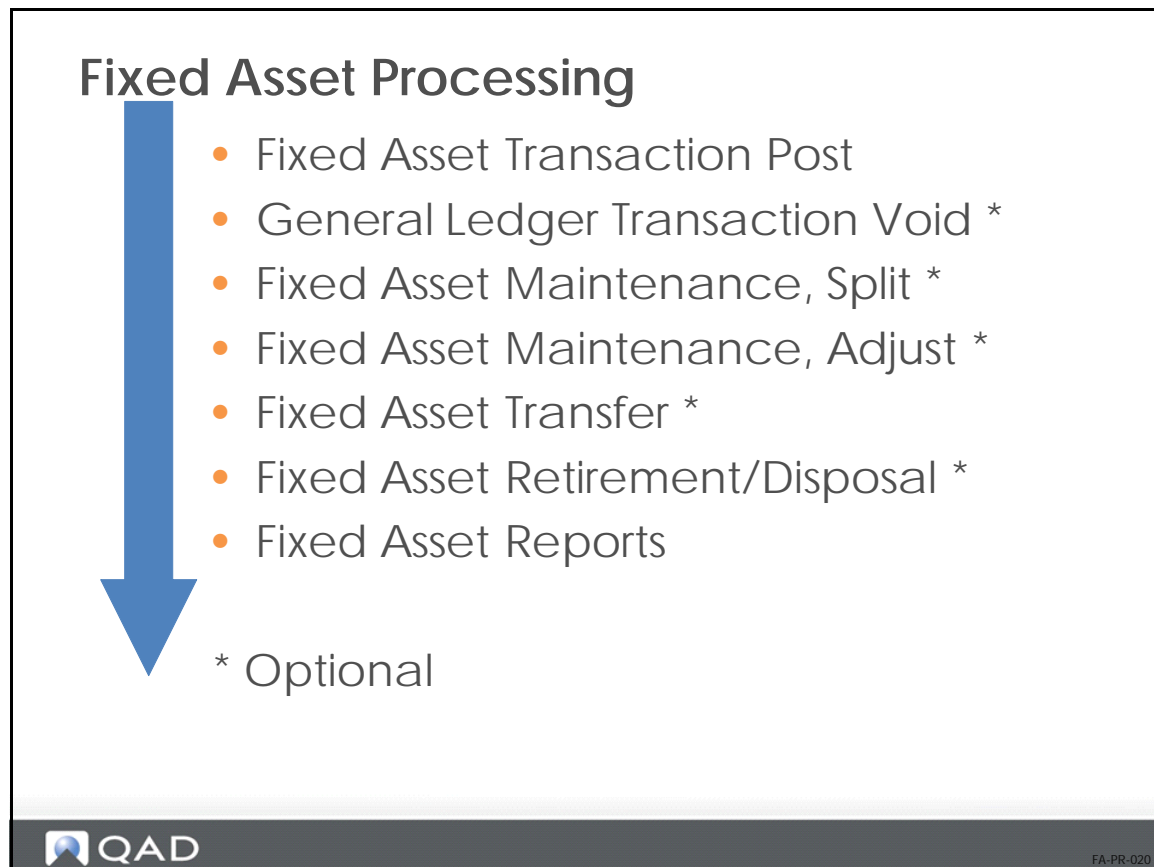 Fixed Asset Processing
• Fixed Asset Transaction Post
• General Ledger Transaction Void *
• Fixed Asset Maintenance, Split *
• Fixed Asset Maintenance, Adjust *
• Fixed Asset Transfer *
• Fixed Asset Retirement/Disposal *
• Fixed Asset Reports
* Optional
QAD
FA-PR-020